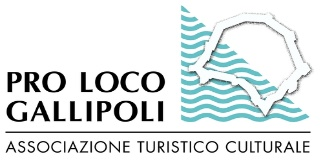 PRO LOCO
GALLIPOLI
ASSOCIAZIONE TURISTICO CULTURALE